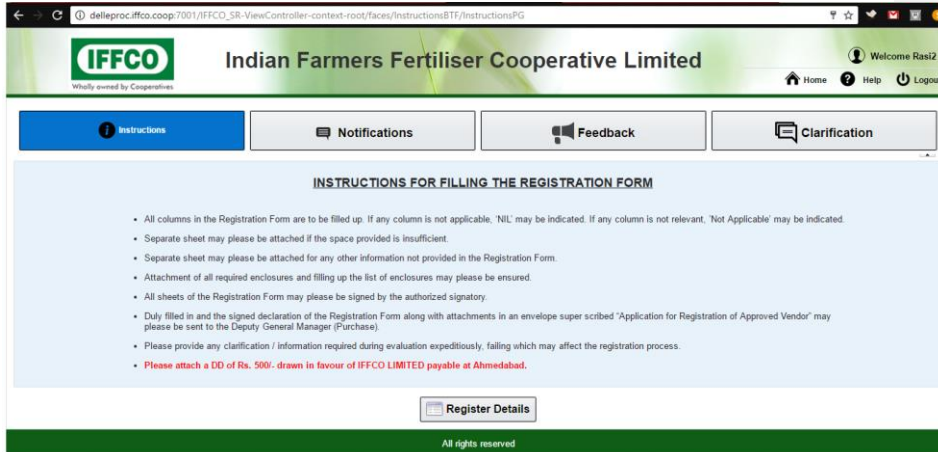 delleproc.iffco.coop:7001/IFFCO_SR-ViewController-context-root/faces/InstructionsBTF/InstructionsPG
IFFCO
Wholly owned by Cooperatives
Indian Farmers Fertiliser Cooperative Limited
Welcome Rasi2
Home Help Logou
Instructions Notifications Feedback Clarification
INSTRUCTIONS FOR FILLING THE REGISTRATION FORM
• All columns in the Registration Form are to be filled up. If any column is not applicable, 'NIL' may be indicated. If any column is not relevant, 'Not Applicable' may be indicated.
• Separate sheet may please be attached if the space provided is insufficient.
• Separate sheet may please be attached for any other information not provided in the Registration Form.
• Attachment of all required enclosures and filling up the list of enclosures may please be ensured.
• All sheets of the Registration Form may please be signed by the authorized signatory.
• Duly filled in and the signed declaration of the Registration Form along with attachments in an envelope super scribed "Application for Registration of Approved Vendor" may
please be sent to the Deputy General Manager (Purchase).
• Please provide any clarification / information required during evaluation expeditiously, failing which may affect the registration process.
• Please attach a DD of Rs. 500/- drawn in favour of IFFCO LIMITED payable at Ahmedabad.
Register Details
All rights reserved